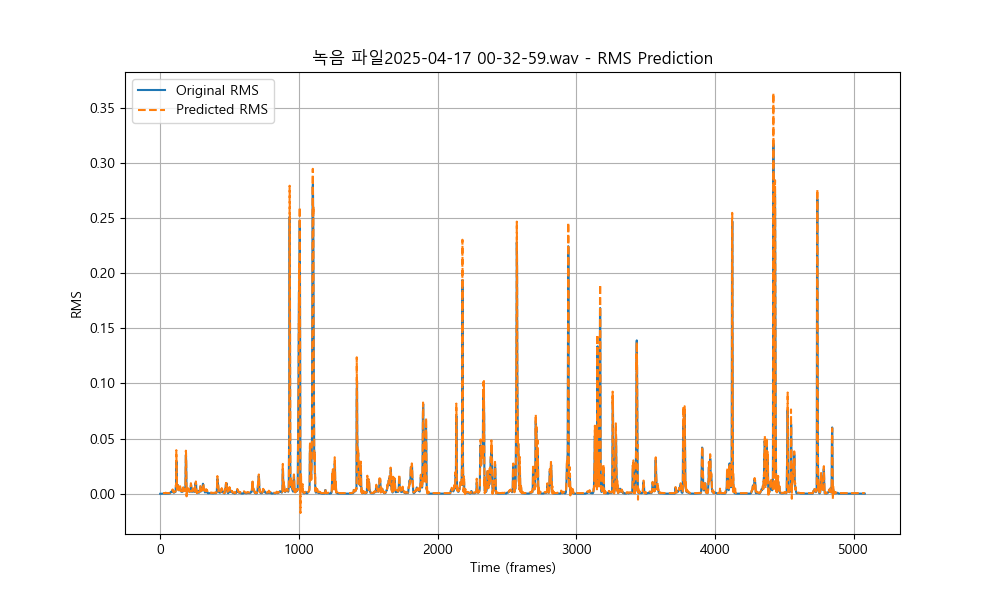 녹음 파일2025-04-17 00-32-59.wav - RMS Prediction
Original RMS
Predicted RMS
0.35
0.30
0.25
0.20
0.15
0.10
0.05
0.00
RMS
0 1000 2000 3000 4000 5000
Time (frames)